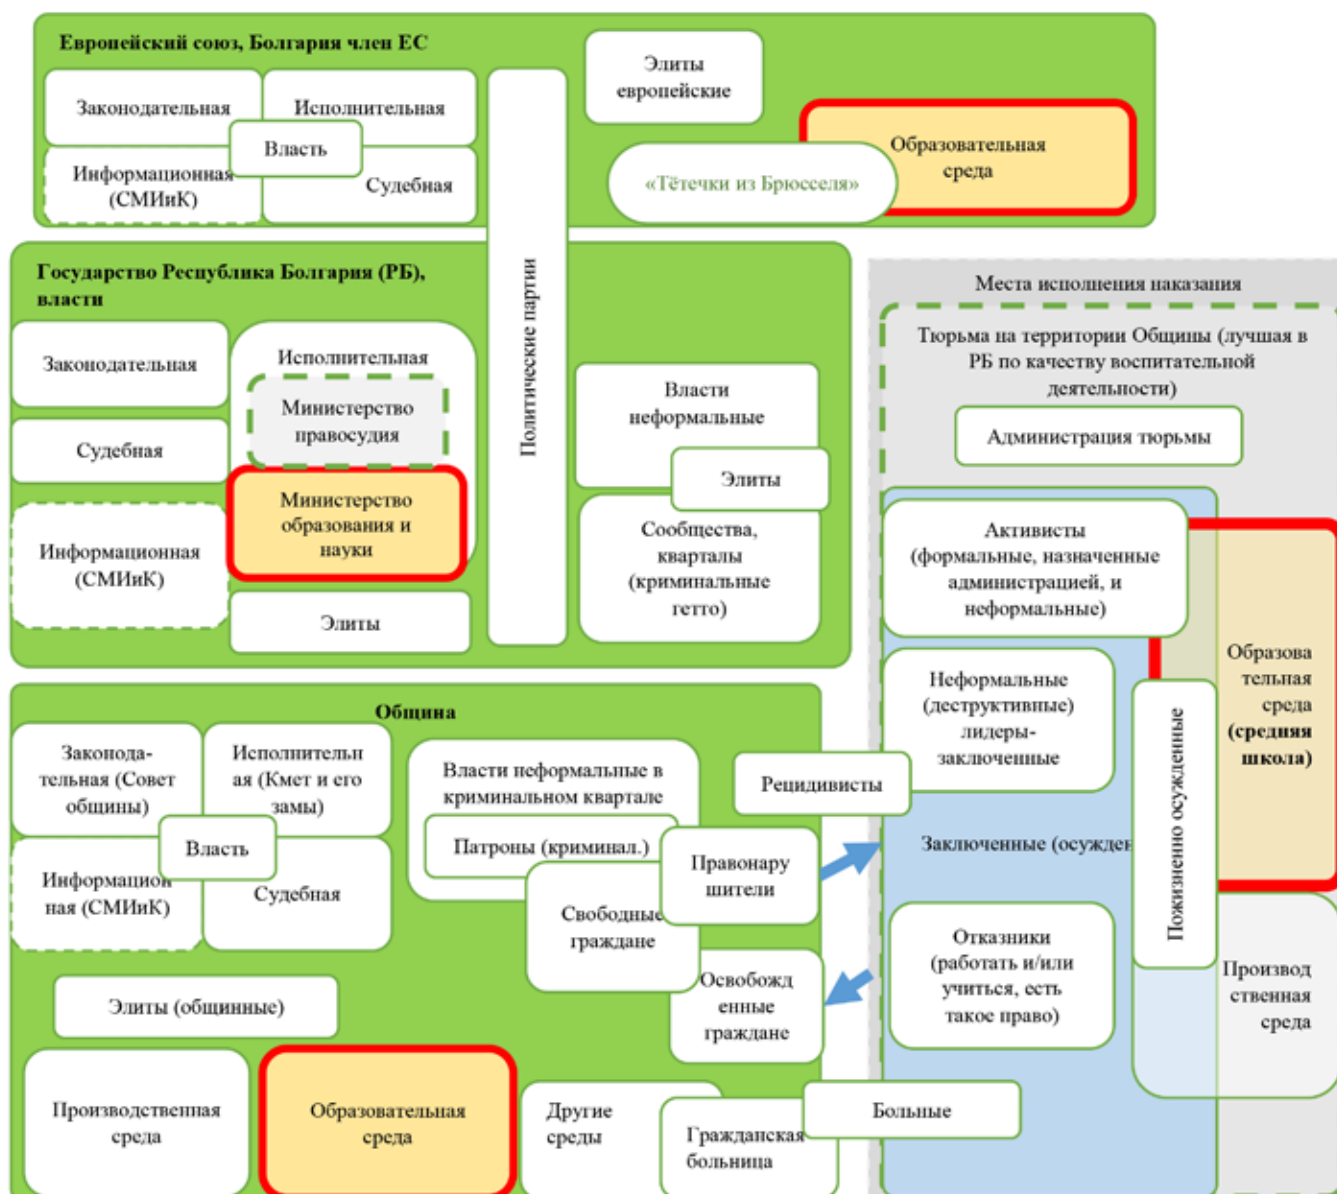 Европейский союз, Болгария член ЕС
Законодательная
Исполнительная
Власть
Информационная
(СМИиК)
Судебная
Элиты
европейские
«Тётечки из Брюсселя»
Образовательная
среда
Политические партии
Государство Республика Болгария (РБ),
власти
Законодательная
Судебная
Информационная
(СМИиК)
Исполнительная
Министерство
правосудия
Министерство
образования и
науки
Элиты
Власти
неформальные
Элиты
Сообщества,
кварталы
(криминальные
гетто)
Община
Законода-
тельная (Совет
общины)
Исполнительн
ая (Кмет и его
замы)
Власть
Информацион
ная (СМИиК)
Судебная
Элиты (общинные)
Производственная
среда
Образовательная
среда
Другие
среды
Гражданская
больница
Власти неформальные в
криминальном квартале
Патроны (криминал.)
Свободные
граждане
Правонару
шители
Освобожд
енные
граждане
Рецидивисты
Больные
Места исполнения наказания
Тюрьма на территории Общины (лучшая в
РБ по качеству воспитательной
деятельности)
Администрация тюрьмы
Активисты
(формальные, назначенные
администрацией, и
неформальные)
Неформальные
(деструктивные)
лидеры-
заключенные
Заключенные (осужден
Отказники
(работать и/или
учиться, есть
такое право)
Пожизненно осужденные
Образова
тельная
среда
(средняя
школа)
Производ
ственная
среда